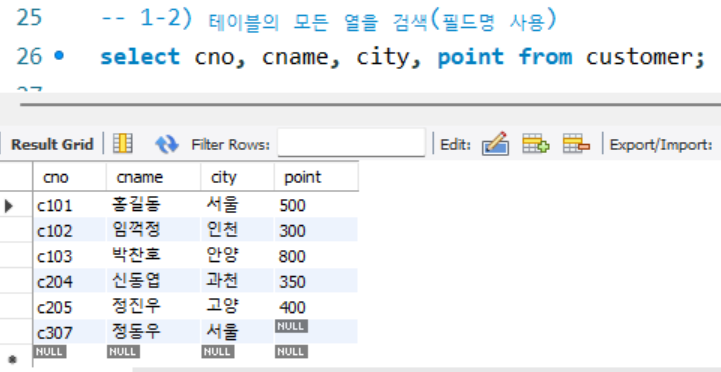 25 -- 1-2) 테이블의 모든 열을 검색(필드명 사용)
26 select cno, cname, city, point from customer;
Result Grid Filter Rows: Edit: Export/Import:
cno cname city point
c101 홍길동 서울 500
c102 임꺽정 인천 300
c103 박찬호 안양 800
c204 신동엽 과천 350
c205 정진우 고양 400
c307 정동우 서울 NULL
NULL NULL NULL NULL